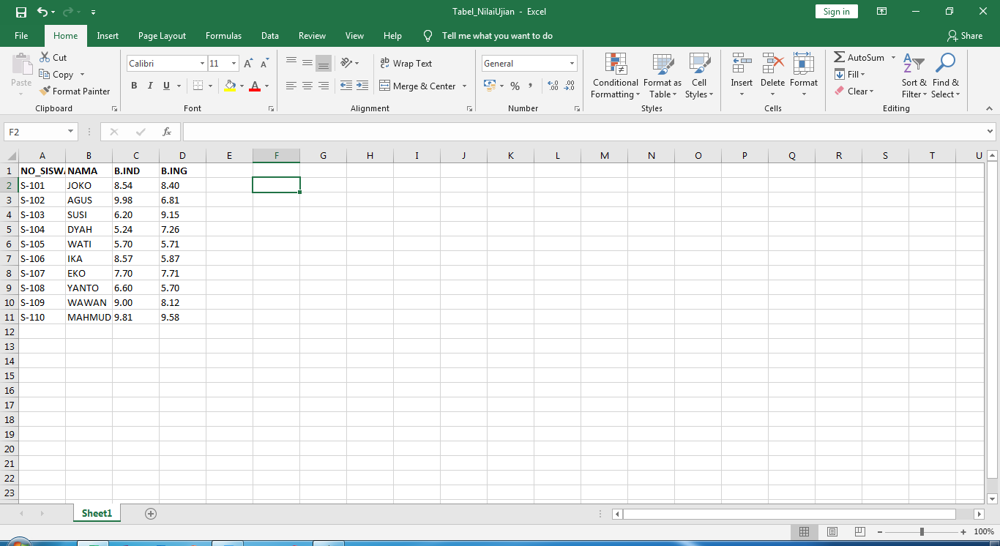 Tabel_NilaiUjian - Excel
Sign in
File Home Insert Page Layout Formulas Data Review View Help Tell me what you want to do Share
Paste
Cut
Copy
Format Painter
Clipboard
Calibri 11
B I U
A A A
Font
ab Wrap Text
Merge & Center
Alignment
General
% , .00 .0
Number
Conditional Formatting
Format as Table
Cell Styles
Styles
Insert Delete Format
Cells
AutoSum
Fill
Clear
Sort & Filter
Find & Select
Editing
F2 fx
A B C D E F G H I J K L M N O P Q R S T U
1 NO_SISWA NAMA B.IND B.ING
2 S-101 JOKO 8.54 8.40
3 S-102 AGUS 9.98 6.81
4 S-103 SUSI 6.20 9.15
5 S-104 DYAH 5.24 7.26
6 S-105 WATI 5.70 5.71
7 S-106 IKA 8.57 5.87
8 S-107 EKO 7.70 7.71
9 S-108 YANTO 6.60 5.70
10 S-109 WAWAN 9.00 8.12
11 S-110 MAHMUD 9.81 9.58
12
13
14
15
16
17
18
19
20
21
22
23
Sheet1
100%